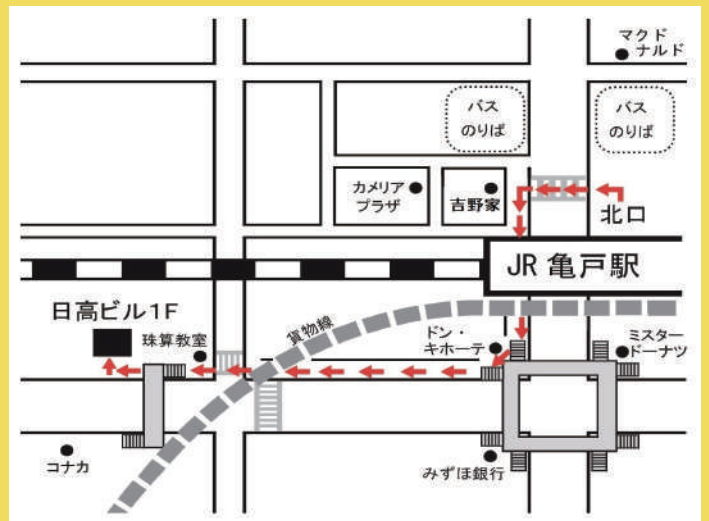 マクド
ナルド
バス
のりば
バス
のりば
カメリア
プラザ
吉野家
北口
JR 亀戸駅
日高ビル1F
珠算教室
貨物線
ドン・
キホーテ
ミスター
ドーナツ
コナカ
みずほ銀行